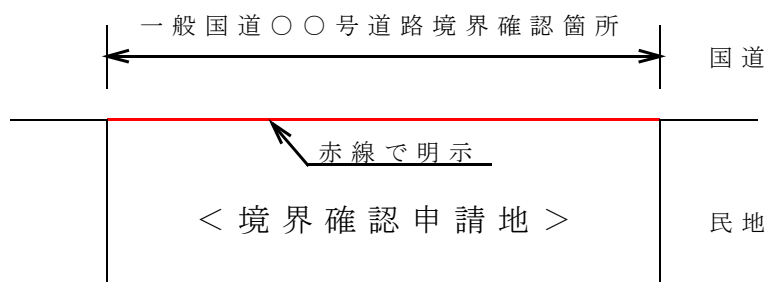 一般国道○○号道路境界確認箇所
国道
赤線で明示
＜境界確認申請地＞
民地